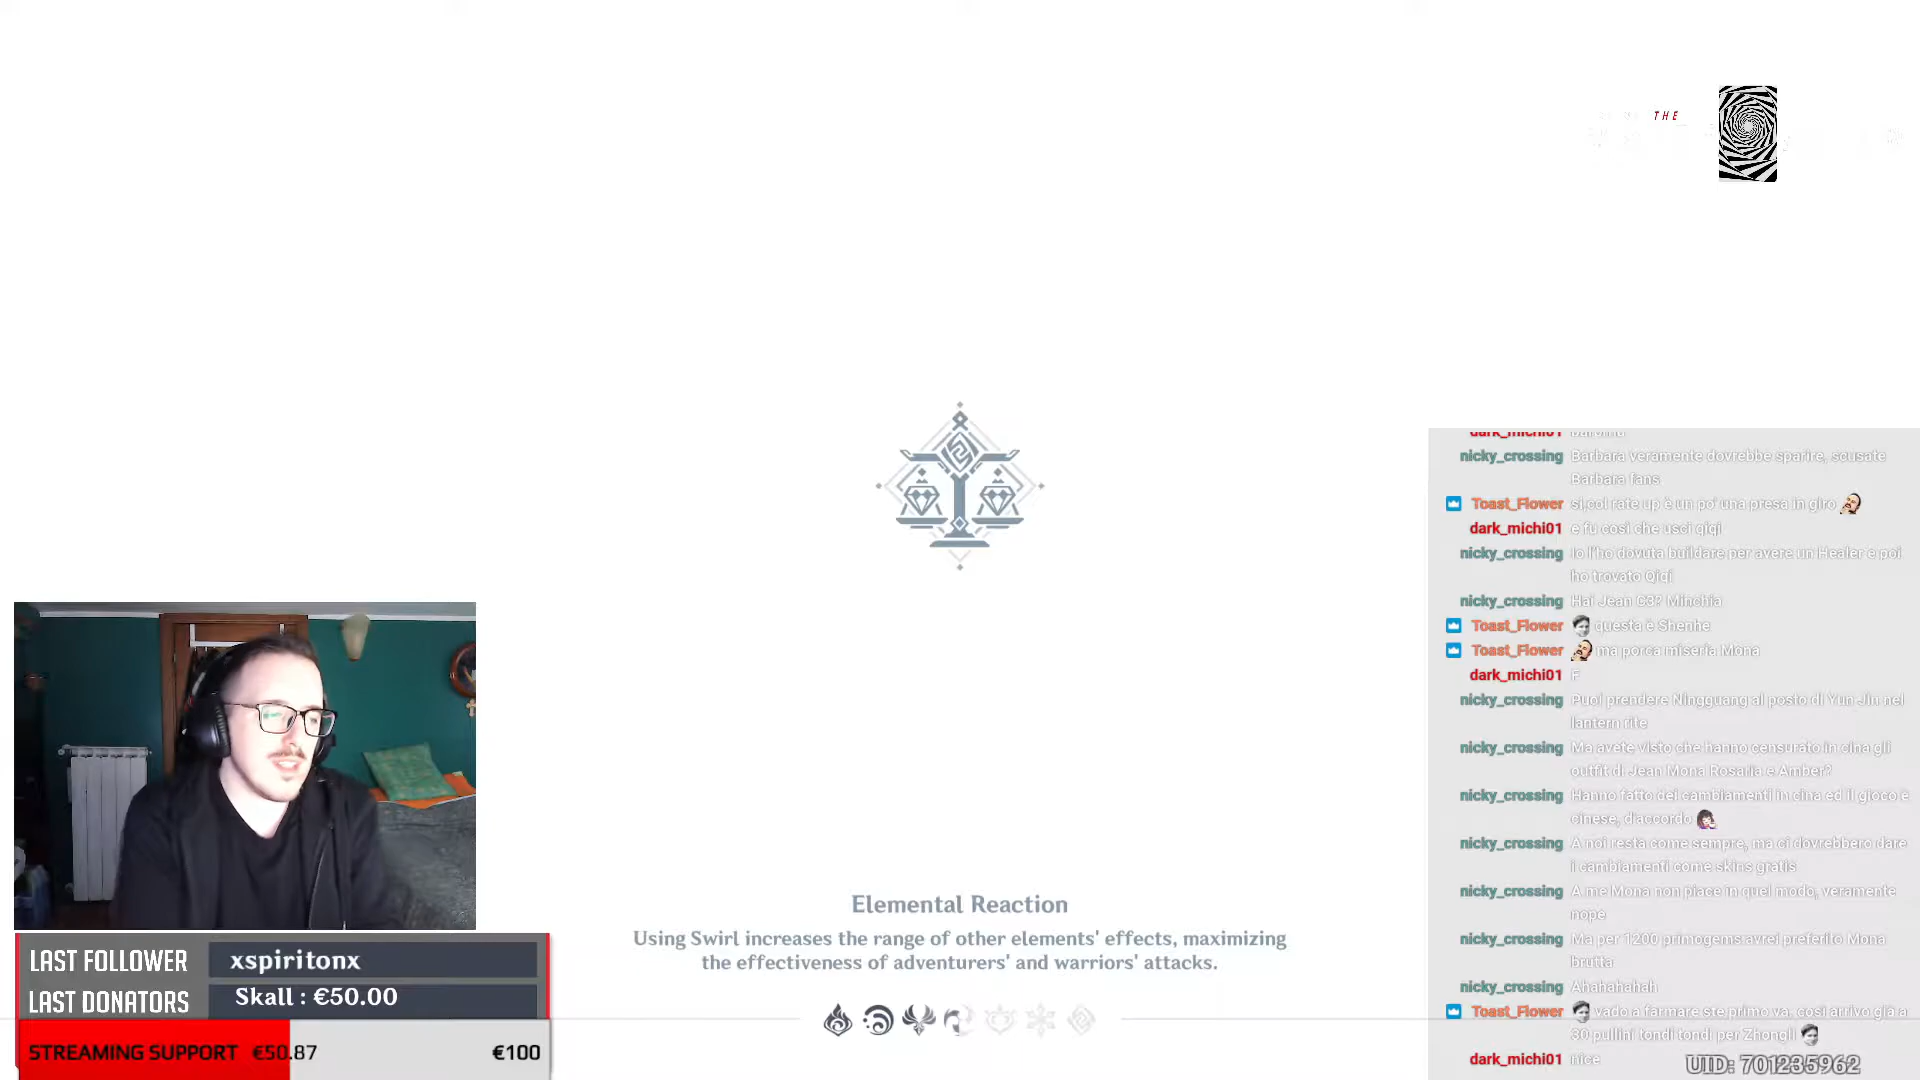 THE
dark_michi01
nicky_crossing Barbara veramente dovrebbe sparire, scusate
Barbara fans
Toast_Flower si,col rate up è un po' una presa in giro
dark_michi01 e fu così che uscì qiqi
nicky_crossing Io l'ho dovuta buildare per avere un Healer e poi
ho trovato Qiqi
nicky_crossing Hai Jean C3? Minchia
Toast_Flower questa è Shenhe
Toast_Flower ma porca miseria Mona
dark_michi01 F
nicky_crossing Puoi prendere Ningguang al posto di Yun Jin nel
lantern rite
nicky_crossing Ma avete visto che hanno censurato in cina gli
outfit di Jean Mona Rosaria e Amber?
nicky_crossing Hanno fatto dei cambiamenti in cina ed il gioco è
cinese, d'accordo
nicky_crossing A noi resta come sempre, ma ci dovrebbero dare
i cambiamenti come skins gratis
nicky_crossing A me Mona non piace in quel modo, veramente
nope
nicky_crossing Ma per 1200 primogems avrei preferito Mona
brutta
nicky_crossing Ahahahahah
Toast_Flower vado a farmare ste primo va, così arrivo già a
30 pullini tondi tondi per Zhongli
dark_michi01 nice
UID: 701235962
Elemental Reaction
Using Swirl increases the range of other elements' effects, maximizing
the effectiveness of adventurers' and warriors' attacks.
LAST FOLLOWER xspiritonx
LAST DONATORS Skall : €50.00
STREAMING SUPPORT €50.87 €100